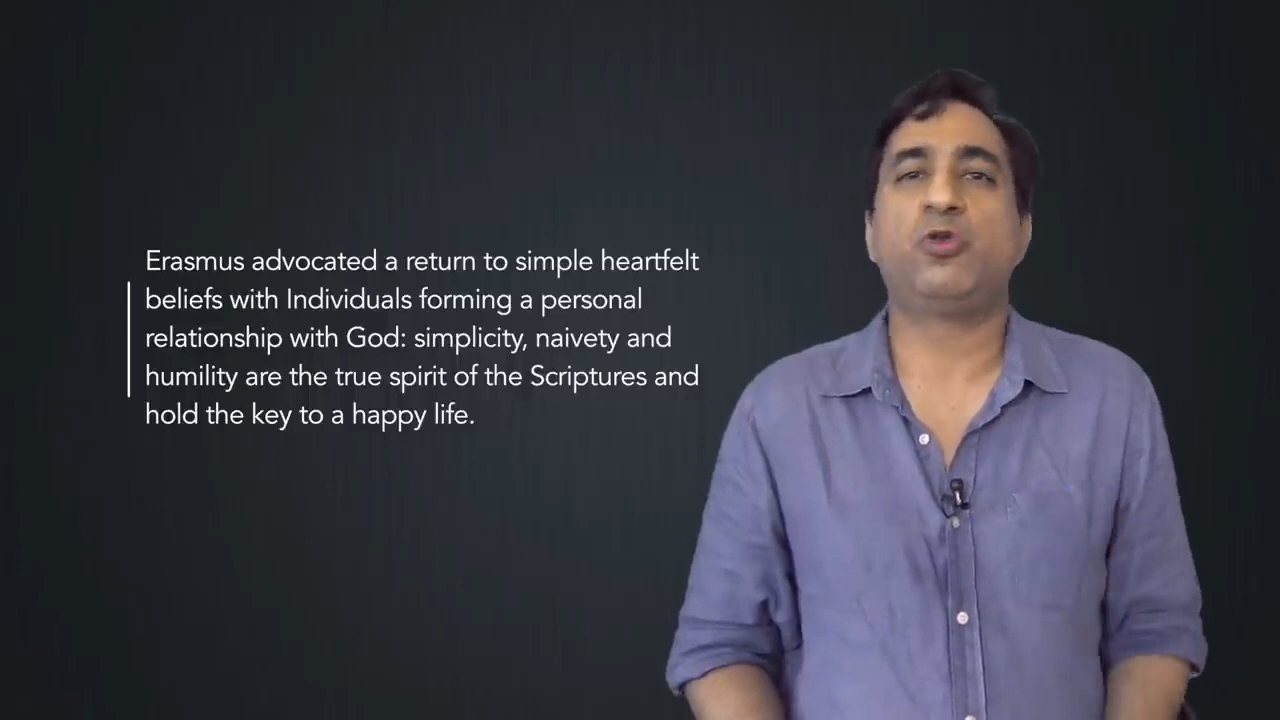 Erasmus advocated a return to simple heartfelt
beliefs with Individuals forming a personal
relationship with God: simplicity, naivety and
humility are the true spirit of the Scriptures and
hold the key to a happy life.